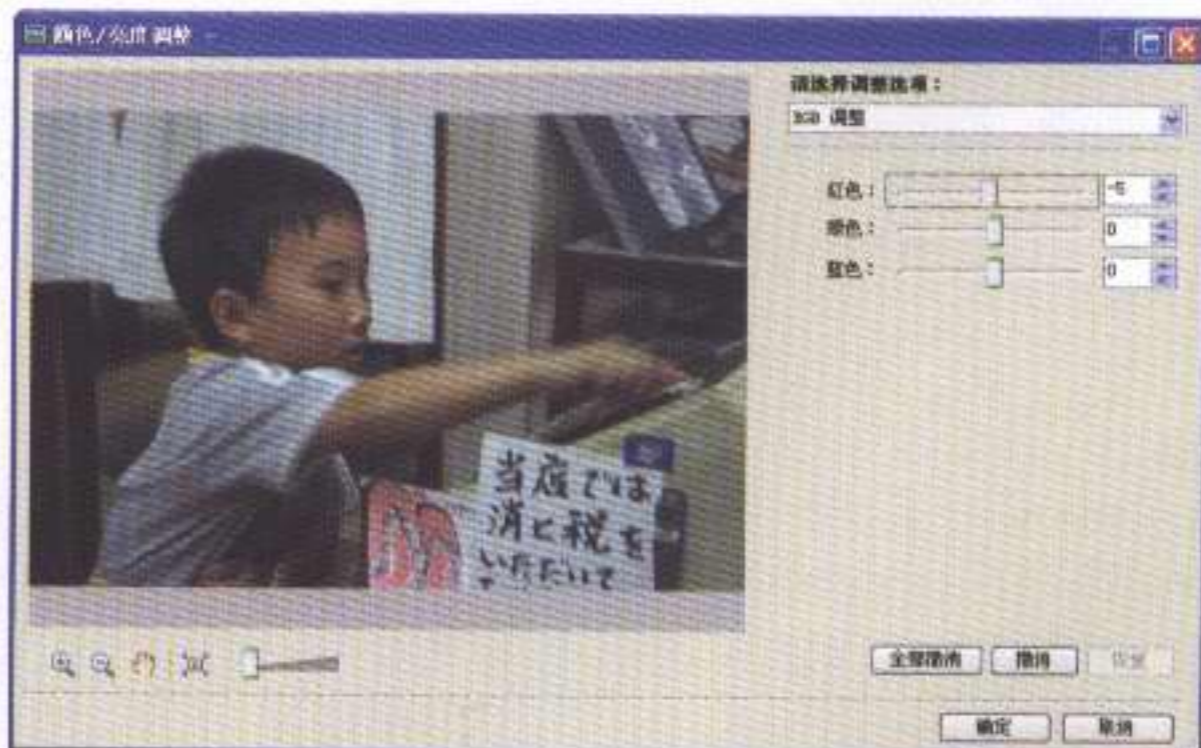 颜色/亮度 调整
请选择调整选项：
RGB 调整
红色： -5
绿色： 0
蓝色： 0
当店では
消ヒ税を
いただいて
全部撤消
撤消
恢复
确定
取消